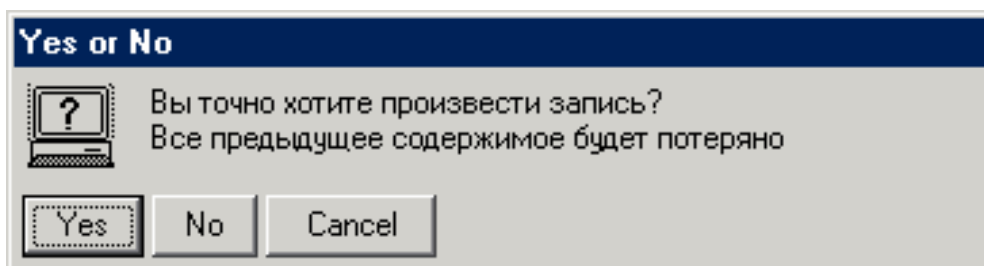 Yes or No
?
Вы точно хотите произвести запись?
Все предыдущее содержимое будет потеряно
Yes No Cancel